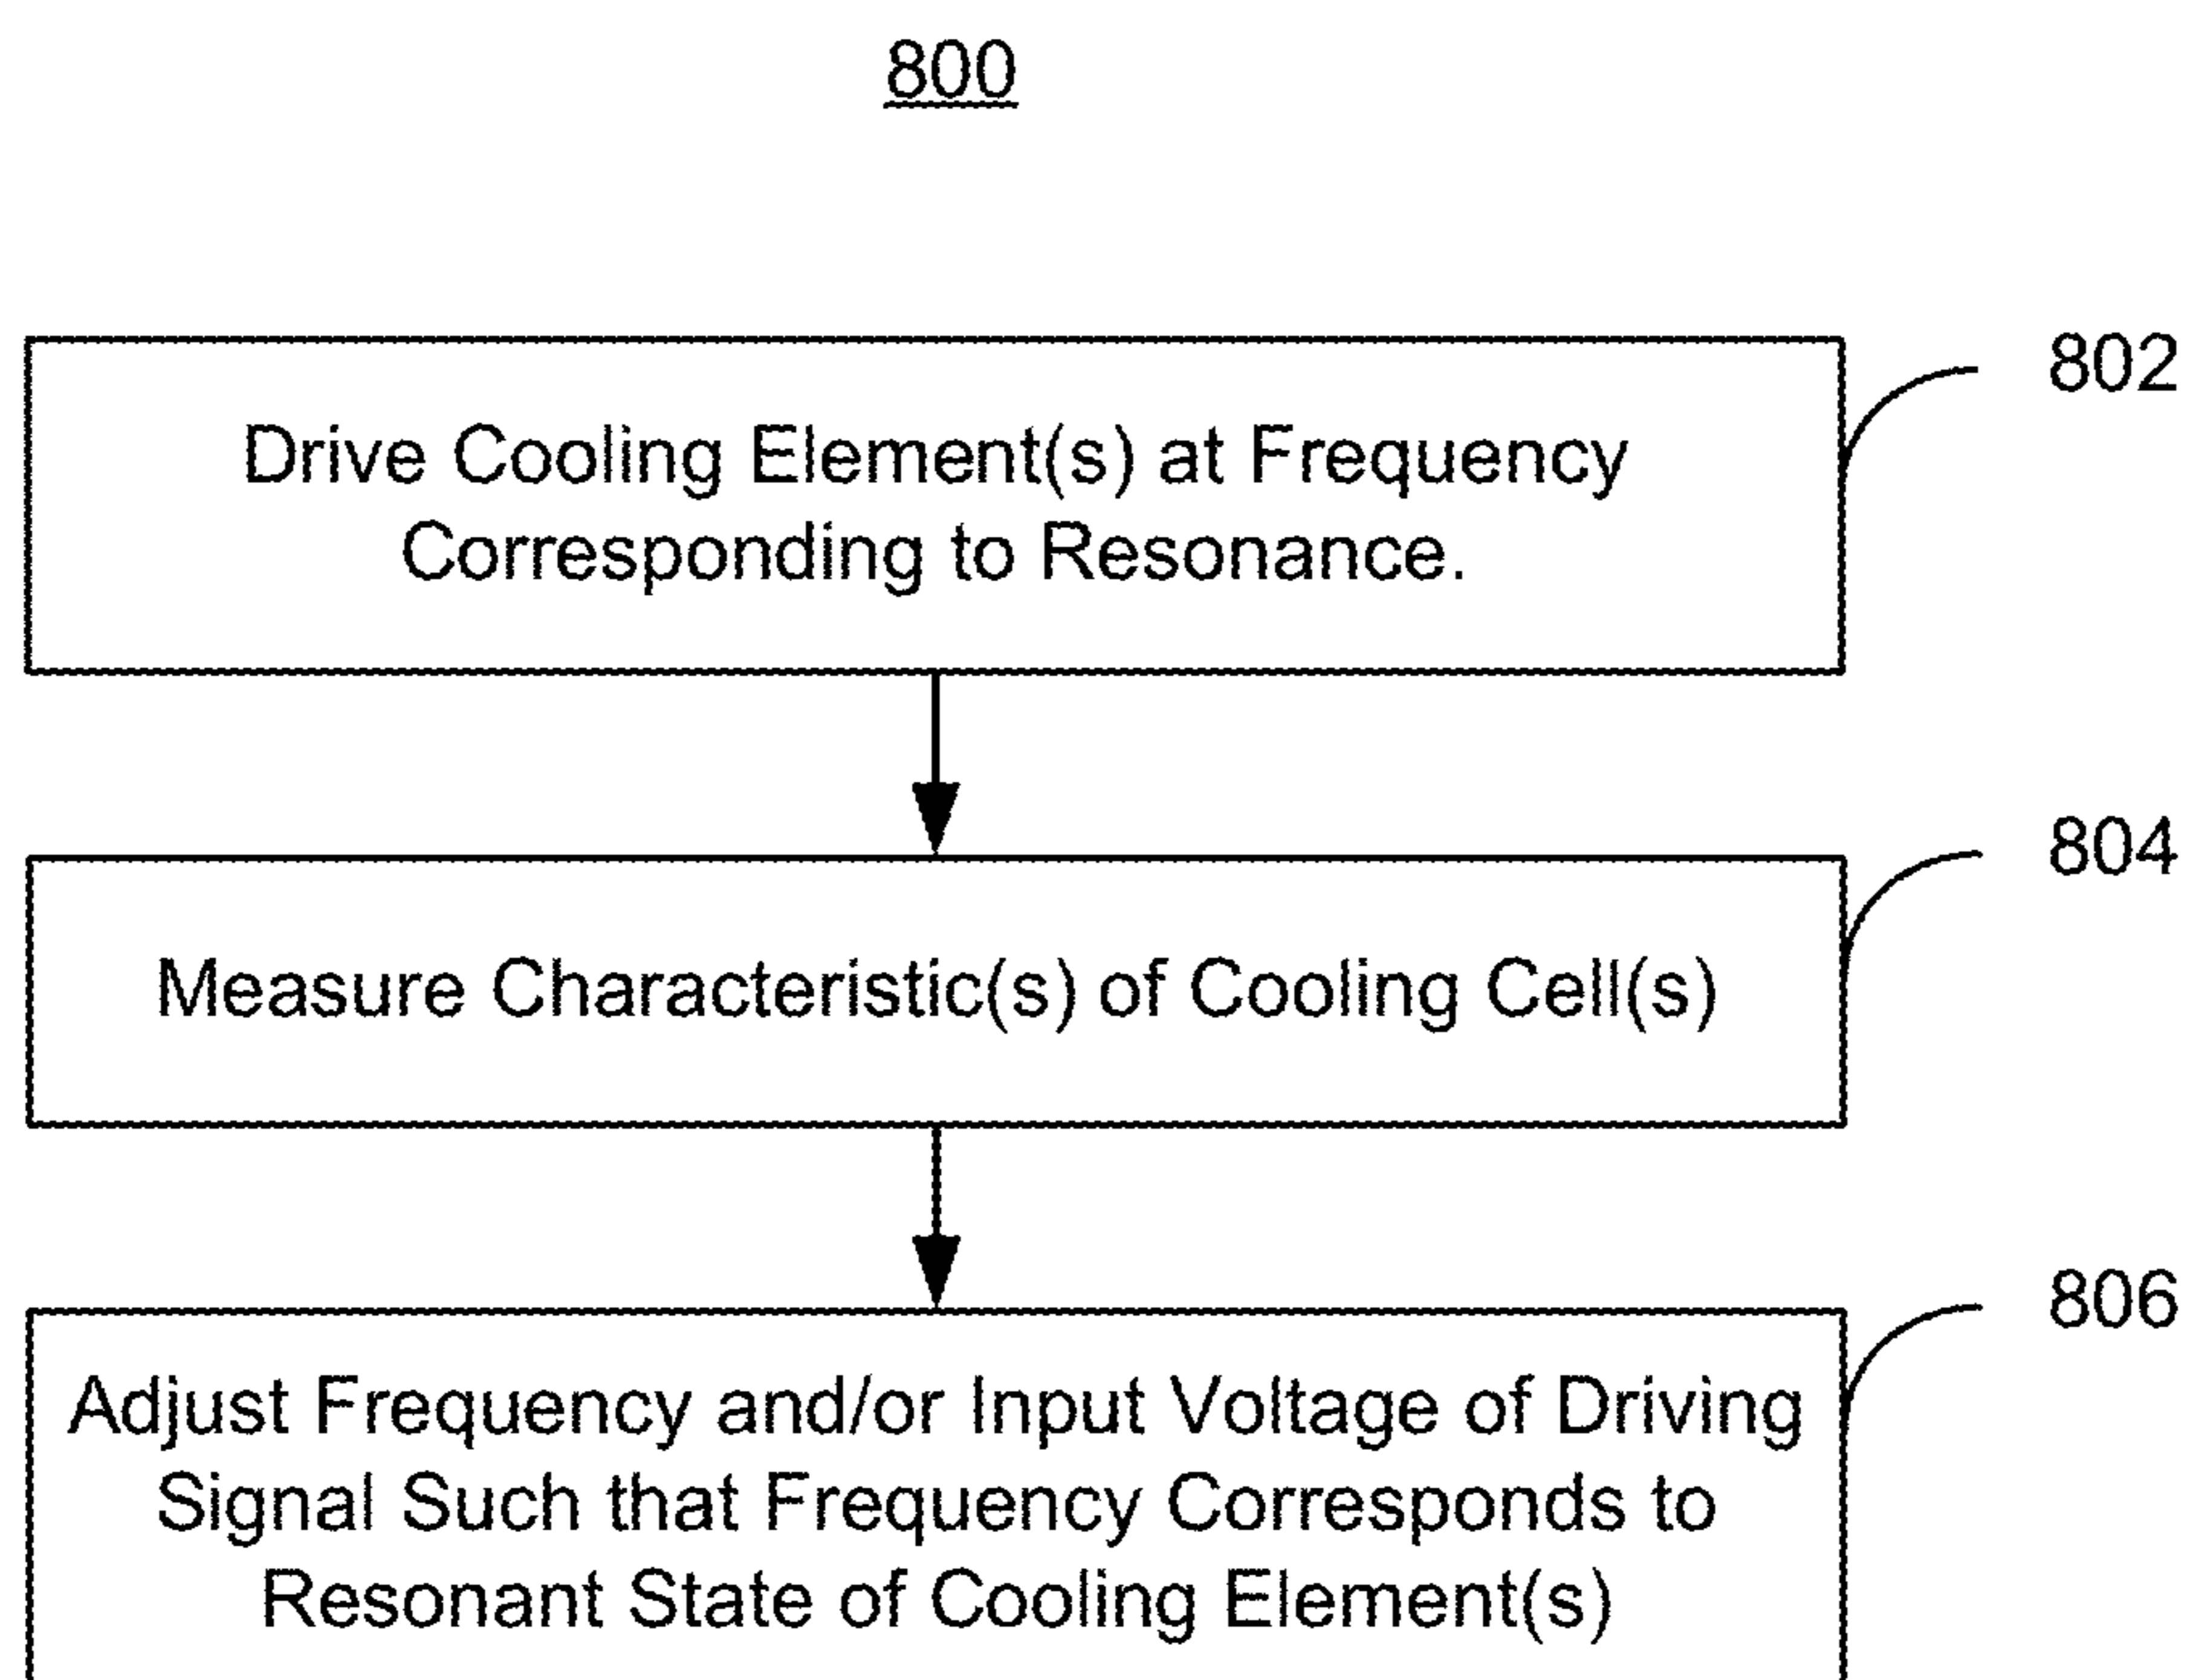 800
802
Drive Cooling Element(s) at Frequency
Corresponding to Resonance.
804
Measure Characteristic(s) of Cooling Cell(s)
806
Adjust Frequency and/or Input Voltage of Driving
Signal Such that Frequency Corresponds to
Resonant State of Cooling Element(s)